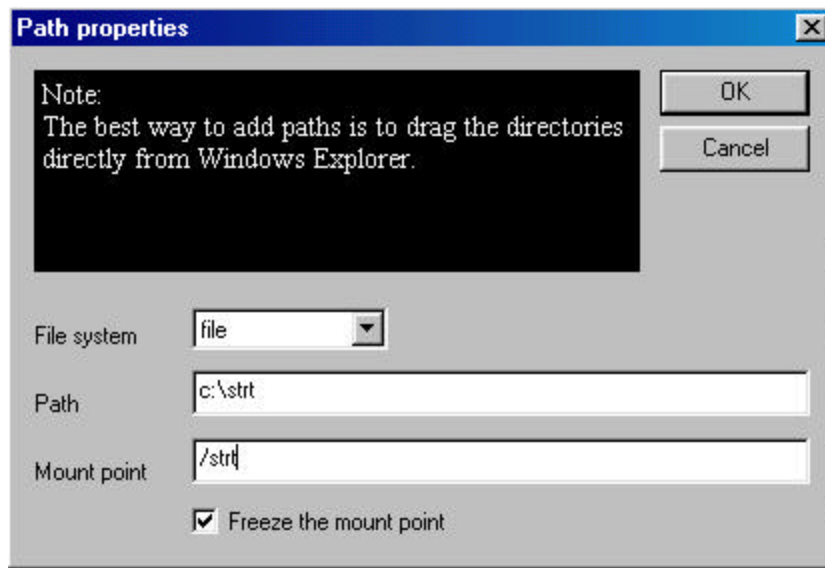 Path properties
Note:
The best way to add paths is to drag the directories
directly from Windows Explorer.
OK
Cancel
File system
file
Path
c:\strt
Mount point
/strt
Freeze the mount point